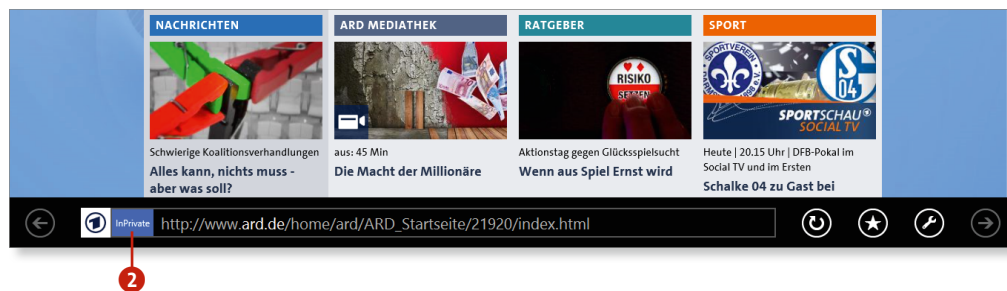 NACHRICHTEN
ARD MEDIATHEK
RATGEBER
SPORT
RISIKO
SETZEN
SPORTVEREIN
S
04
SPORTSCHAU
SOCIAL TV
Schwierige Koalitionsverhandlungen
Alles kann, nichts muss -
aber was soll?
aus: 45 Min
Die Macht der Millionäre
Aktionstag gegen Glücksspielsucht
Wenn aus Spiel Ernst wird
Heute | 20.15 Uhr | DFB-Pokal im
Social TV und im Ersten
Schalke 04 zu Gast bei
InPrivate
http://www.ard.de/home/ard/ARD_Startseite/21920/index.html
2